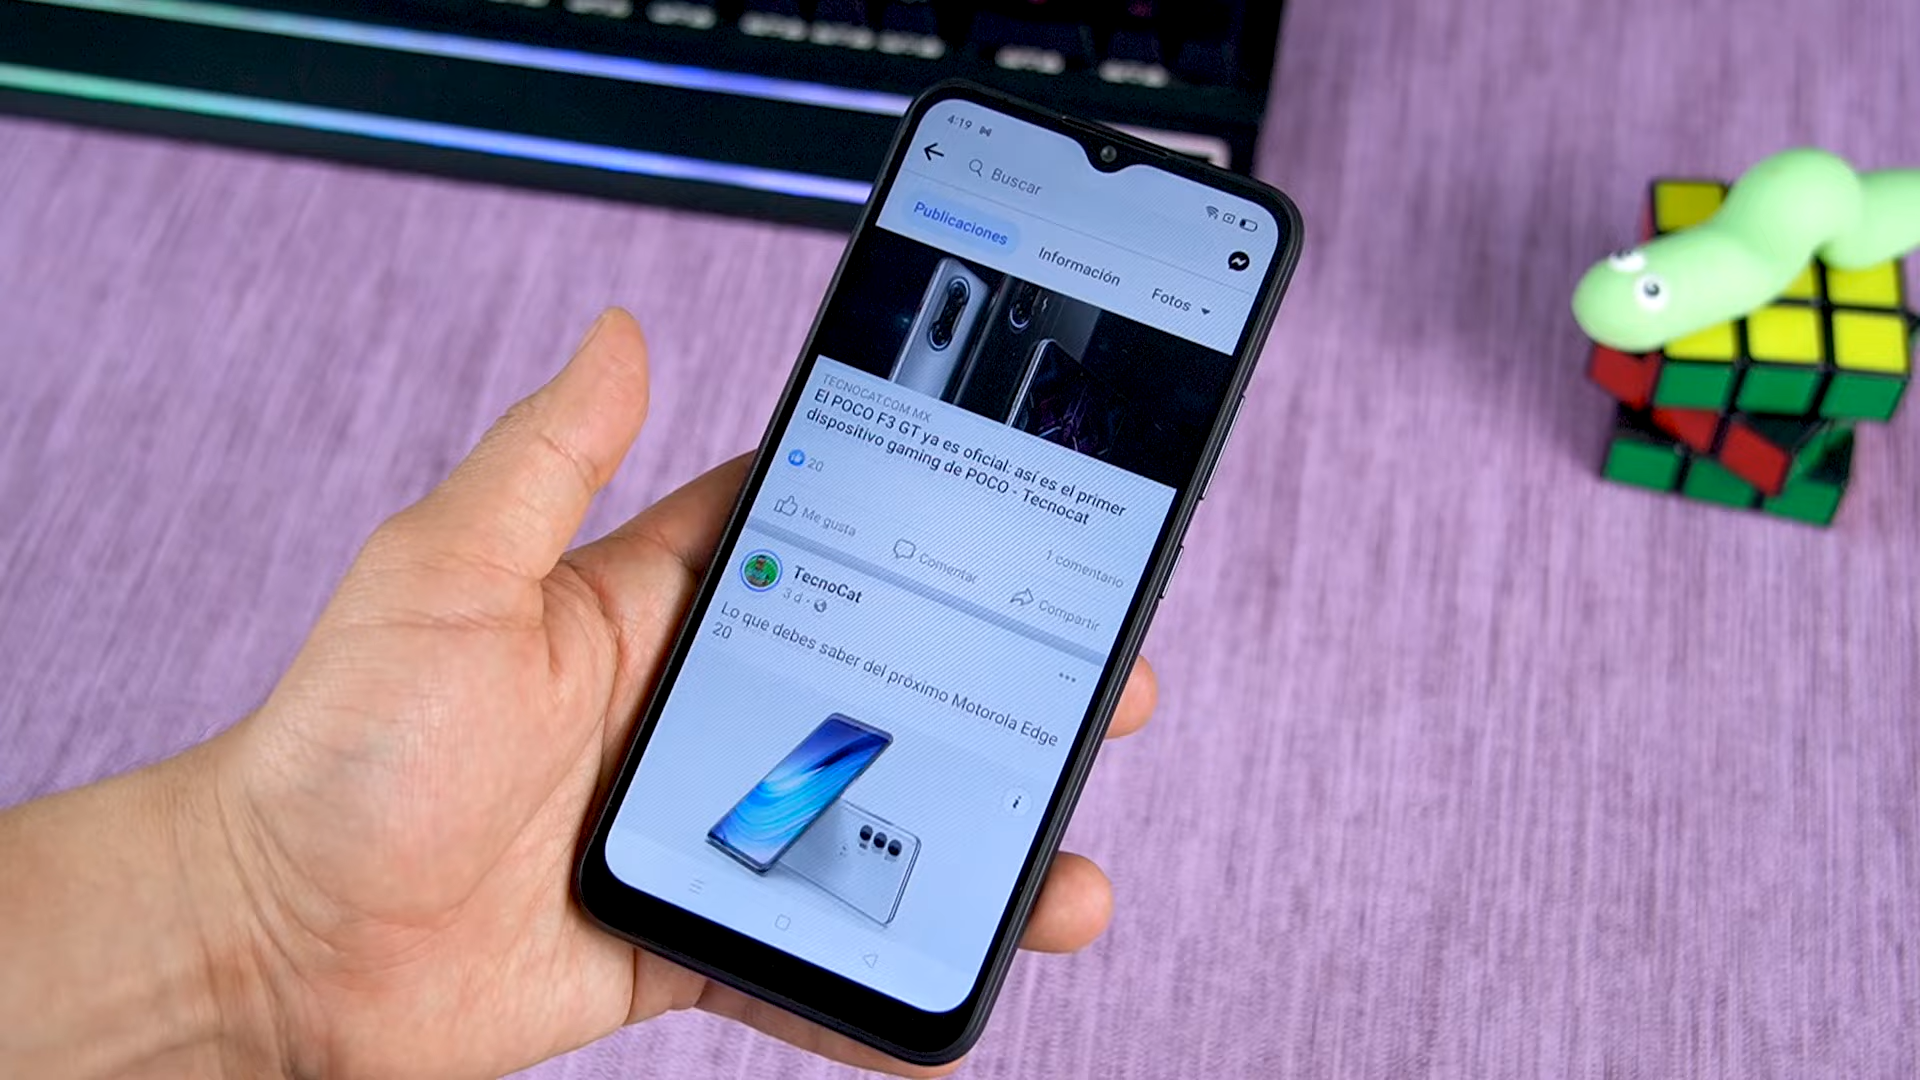 4:19
Buscar
Publicaciones
Información
Fotos
TECNOCAT.COM.MX
El POCO F3 GT ya es oficial: así es el primer
dispositivo gaming de POCO - Tecnocat
20
1 comentario
Me gusta
Comentar
Compartir
TecnoCat
3 d ·
Lo que debes saber del próximo Motorola Edge
20